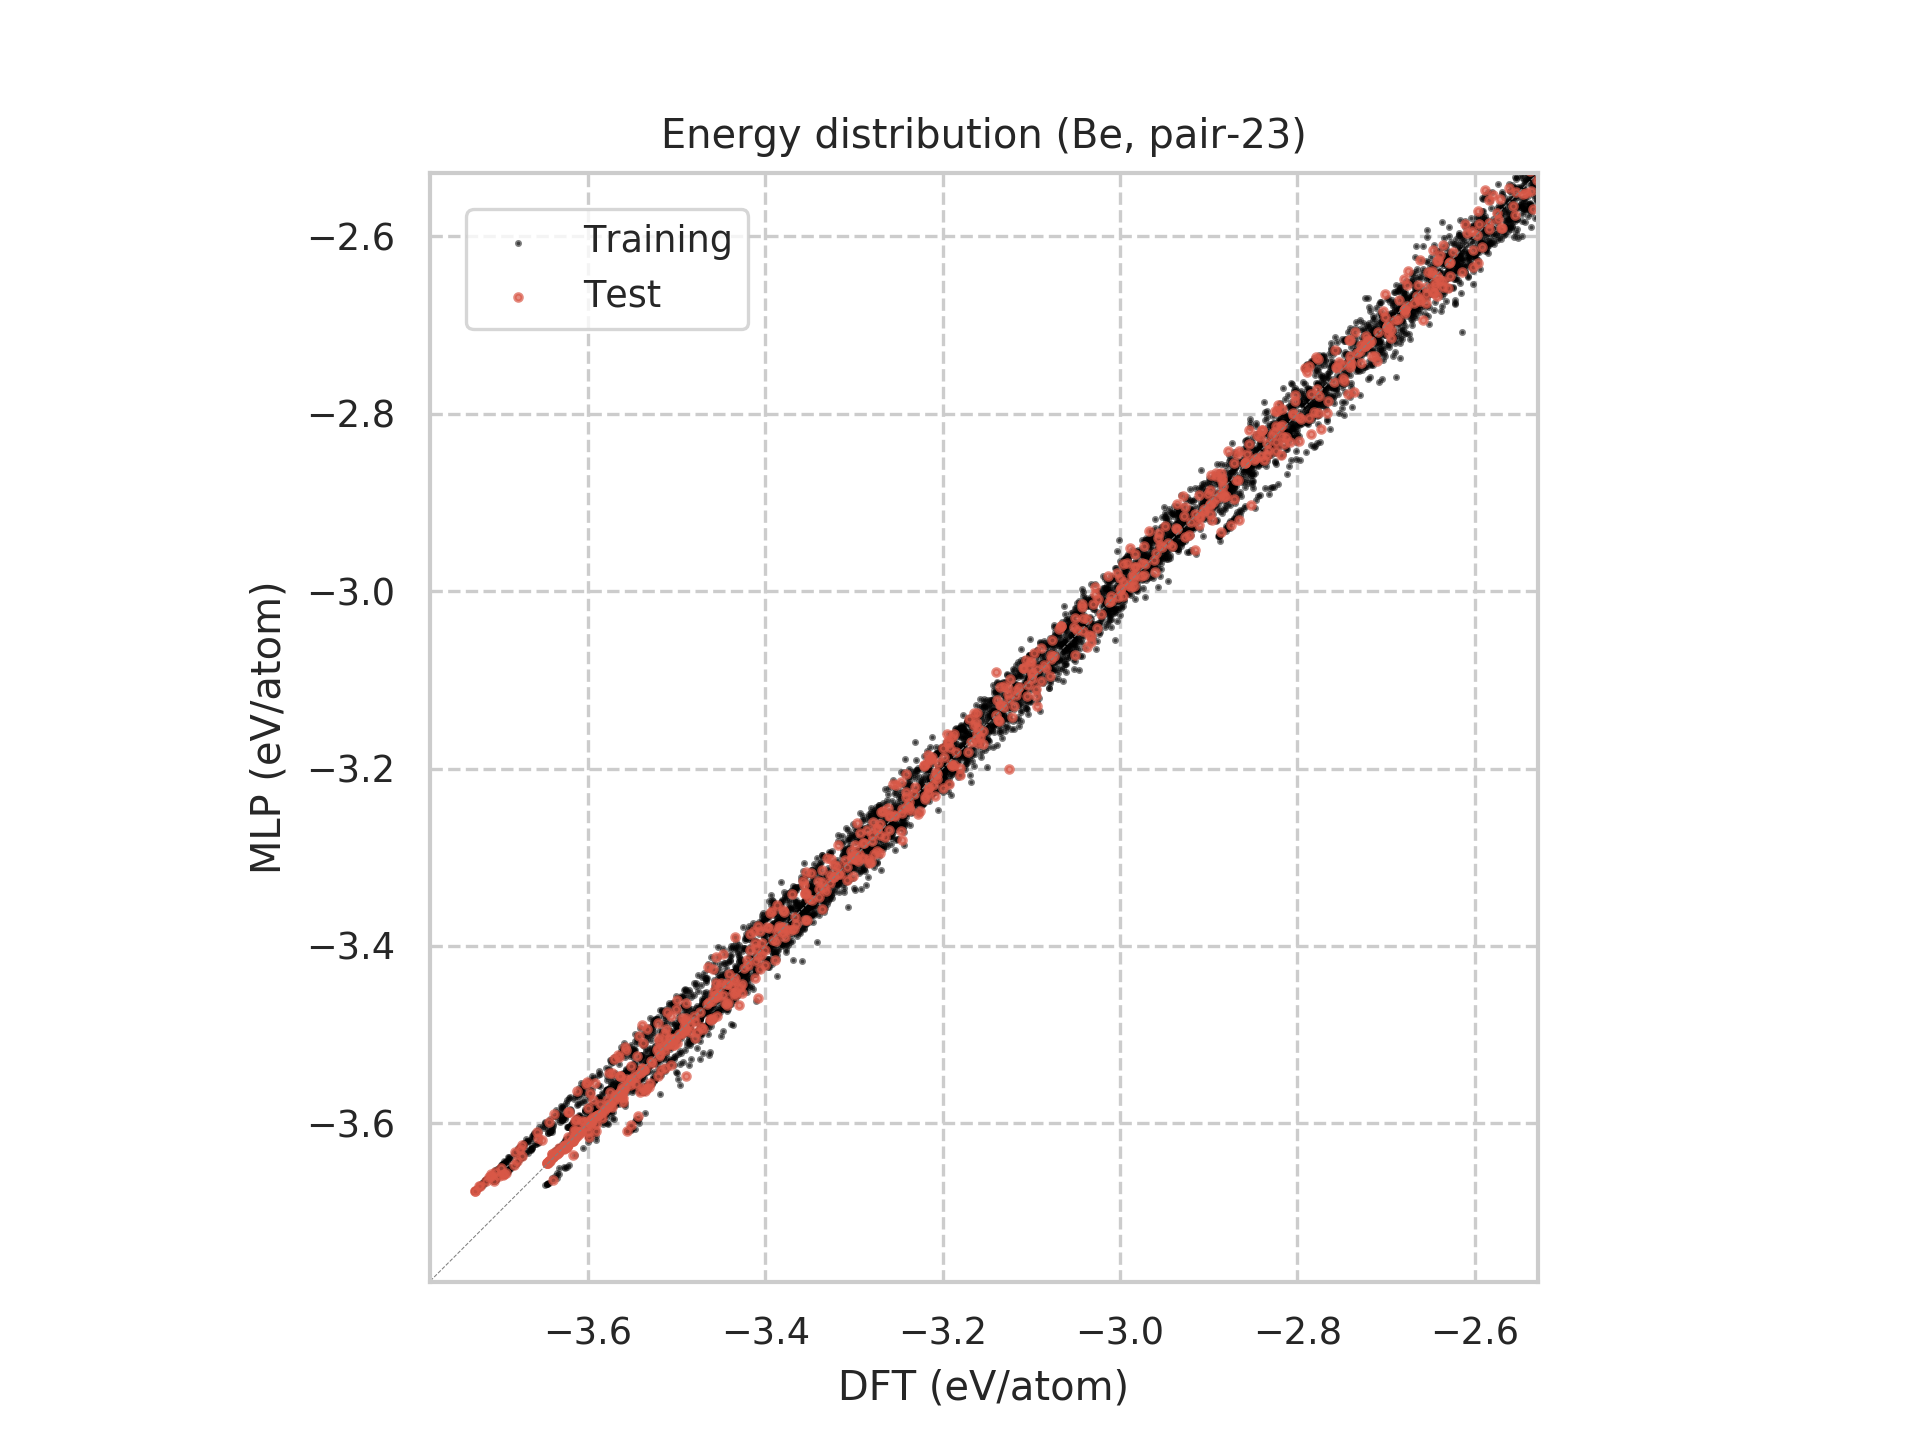 Energy distribution (Be, pair-23)
Training
Test
−2.6
−2.8
−3.0
−3.2
−3.4
−3.6
MLP (eV/atom)
−3.6 −3.4 −3.2 −3.0 −2.8 −2.6
DFT (eV/atom)